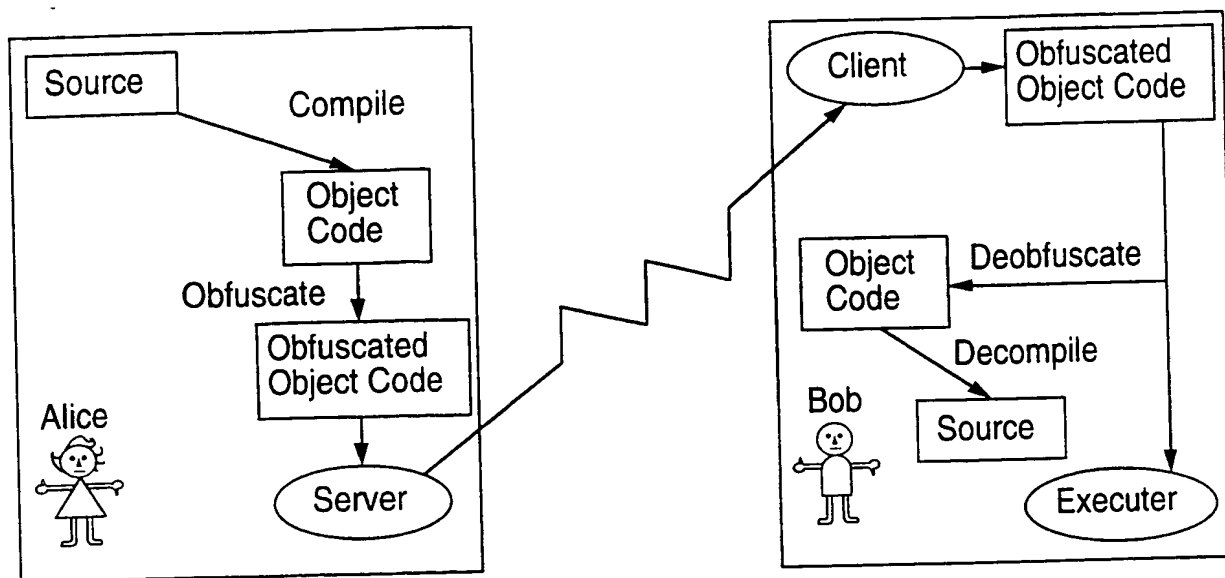 Source
Compile
Object
Code
Obfuscate
Obfuscated
Object Code
Alice
Server
Client
Obfuscated
Object Code
Object
Code
Deobfuscate
Decompile
Bob
Source
Executer